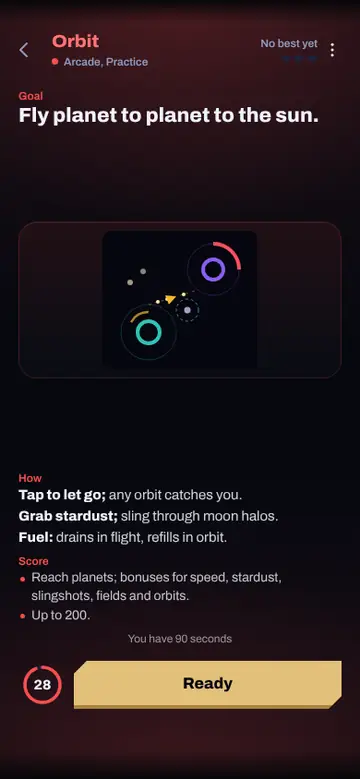 Orbit
No best yet
Arcade, Practice
Goal
Fly planet to planet to the sun.
How
Tap to let go; any orbit catches you.
Grab stardust; sling through moon halos.
Fuel: drains in flight, refills in orbit.
Score
Reach planets; bonuses for speed, stardust,
slingshots, fields and orbits.
Up to 200.
You have 90 seconds
28
Ready